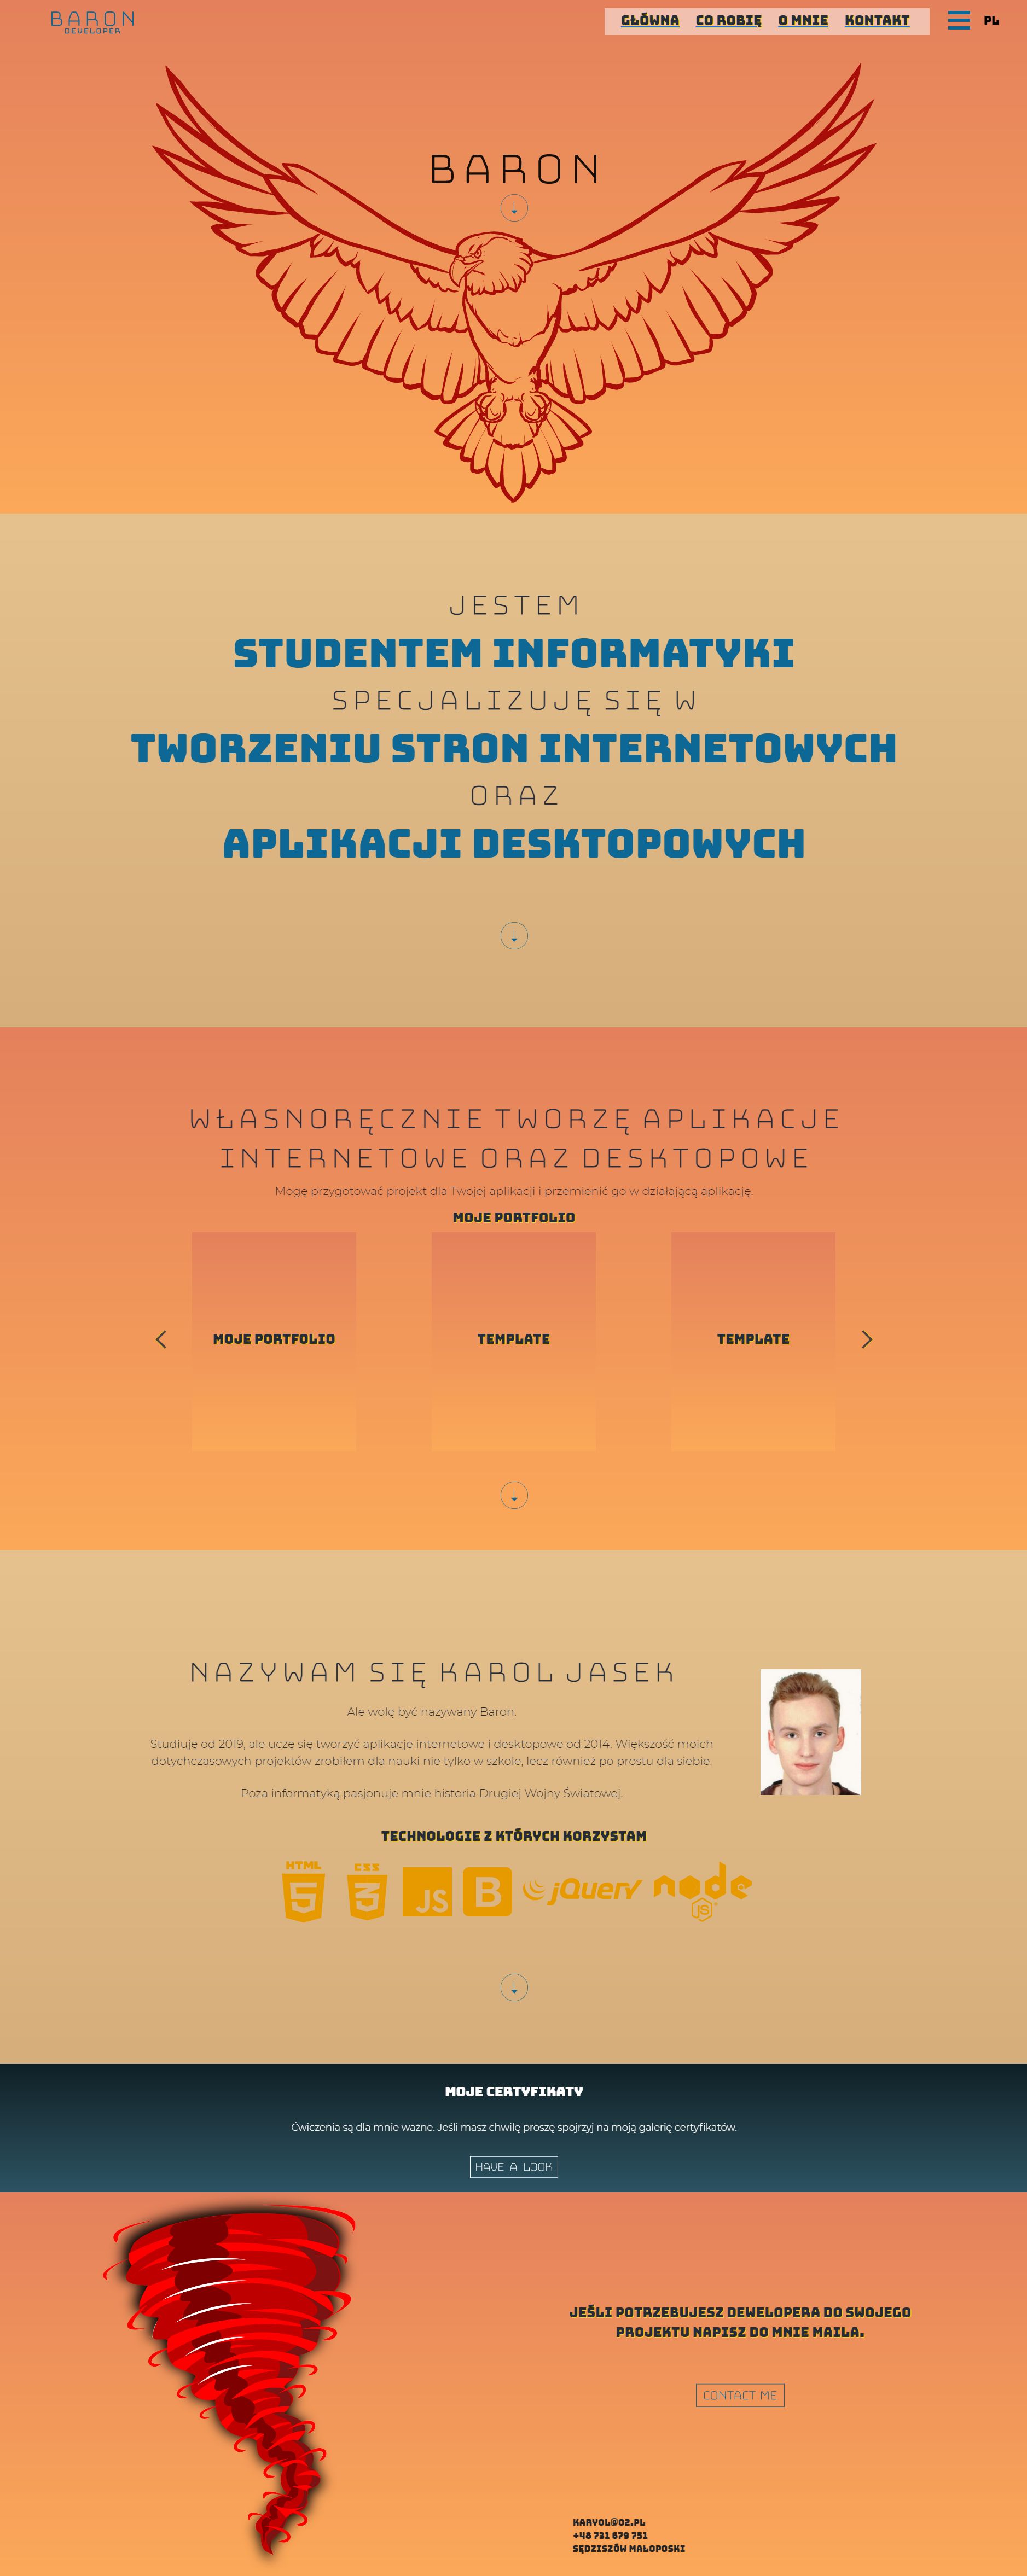 BARON
DEVELOPER
GŁÓWNA CO ROBIĘ O MNIE KONTAKT
PL
BARON
JESTEM
STUDENTEM INFORMATYKI
SPECJALIZUJĘ SIĘ W
TWORZENIU STRON INTERNETOWYCH
ORAZ
APLIKACJI DESKTOPOWYCH
WŁASNORĘCZNIE TWORZĘ APLIKACJE
INTERNETOWE ORAZ DESKTOPOWE
Mogę przygotować projekt dla Twojej aplikacji i przemienić go w działającą aplikację.
MOJE PORTFOLIO
MOJE PORTFOLIO
TEMPLATE
TEMPLATE
NAZYWAM SIĘ KAROL JASEK
Ale wolę być nazywany Baron.
Studiuję od 2019, ale uczę się tworzyć aplikacje internetowe i desktopowe od 2014. Większość moich
dotychczasowych projektów zrobiłem dla nauki nie tylko w szkole, lecz również po prostu dla siebie.
Poza informatyką pasjonuje mnie historia Drugiej Wojny Światowej.
TECHNOLOGIE Z KTÓRYCH KORZYSTAM
HTML 5
CSS 3
JS
B
jQuery
node JS
MOJE CERTYFIKATY
Ćwiczenia są dla mnie ważne. Jeśli masz chwilę proszę spojrzyj na moją galerię certyfikatów.
HAVE A LOOK
JEŚLI POTRZEBUJESZ DEWELOPERA DO SWOJEGO
PROJEKTU NAPISZ DO MNIE MAILA.
CONTACT ME
KARYOL@O2.PL
+48 731 679 751
SĘDZISZÓW MAŁOPOSKI